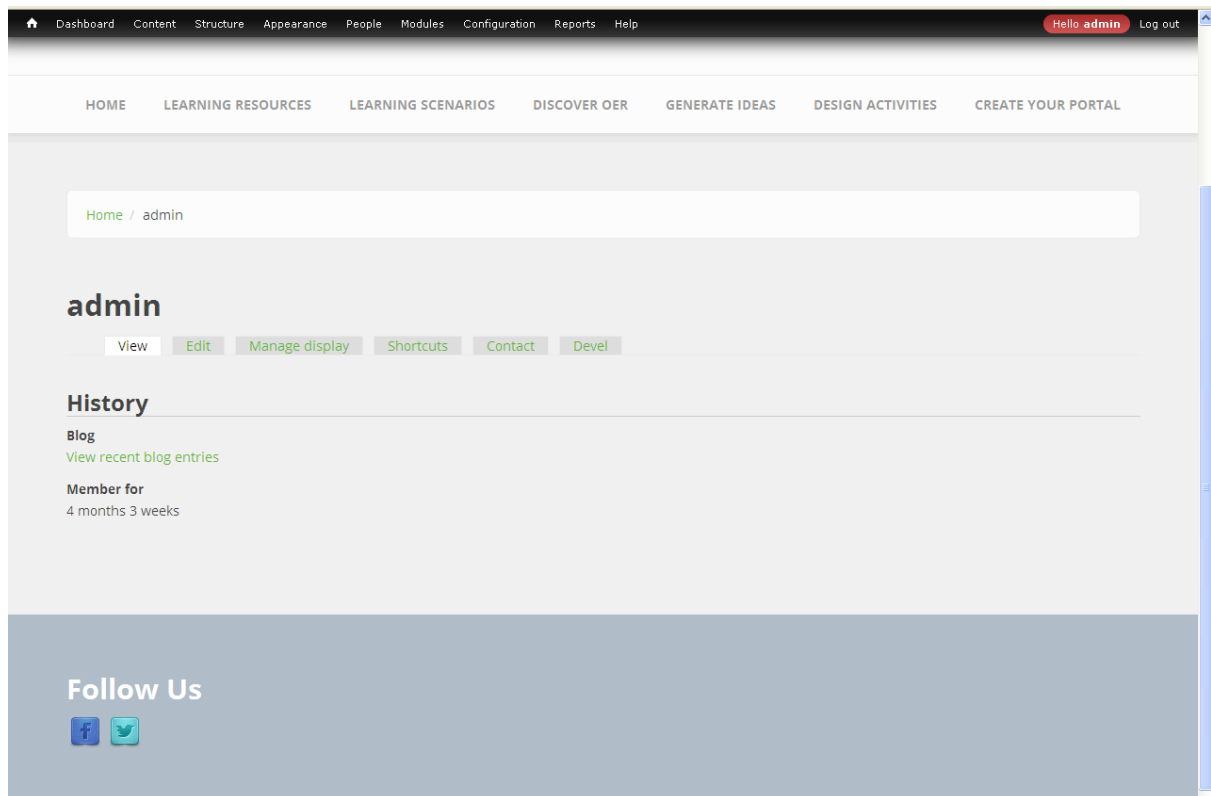 Dashboard Content Structure Appearance People Modules Configuration Reports Help Hello admin Log out
HOME LEARNING RESOURCES LEARNING SCENARIOS DISCOVER OER GENERATE IDEAS DESIGN ACTIVITIES CREATE YOUR PORTAL
Home / admin
admin
View Edit Manage display Shortcuts Contact Devel
History
Blog
View recent blog entries
Member for
4 months 3 weeks
Follow Us